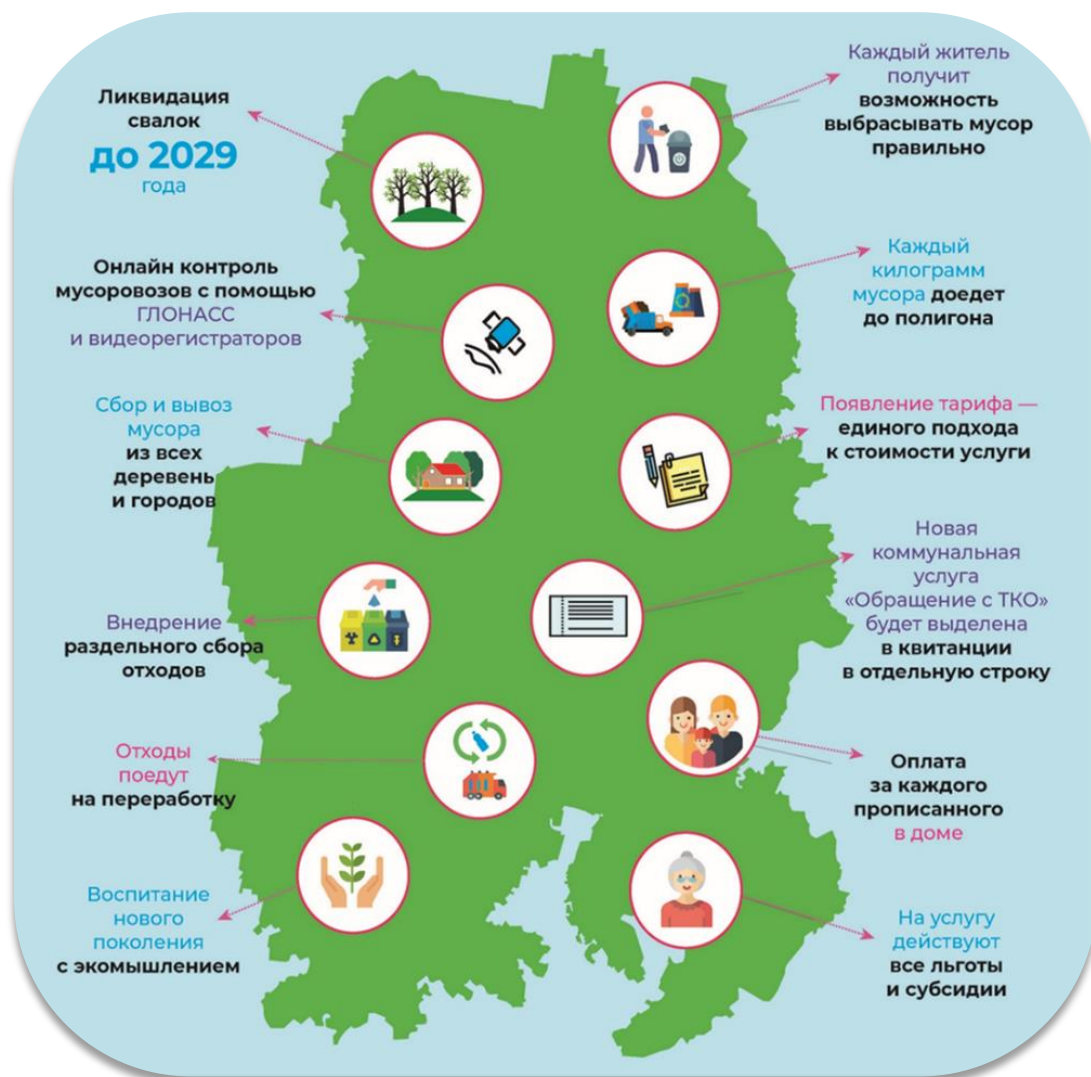 Ликвидация
свалок
до 2029
года
Онлайн контроль
мусоровозов с помощью
ГЛОНАСС
и видеорегистраторов
Сбор и вывоз
мусора
из всех
деревень
и городов
Внедрение
раздельного сбора
отходов
Отходы
поедут
на переработку
Воспитание
нового
поколения
с экомышлением
Каждый житель
получит
возможность
выбрасывать мусор
правильно
Каждый
килограмм
мусора доедет
до полигона
Появление тарифа —
единого подхода
к стоимости услуги
Новая
коммунальная
услуга
«Обращение с ТКО»
будет выделена
в квитанции
в отдельную строку
Оплата
за каждого
прописанного
в доме
На услугу
действуют
все льготы
и субсидии